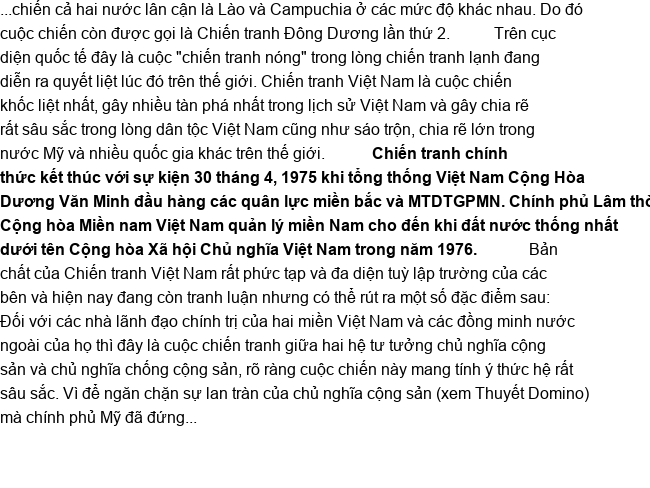 ...chiến cả hai nước lân cận là Lào và Campuchia ở các mức độ khác nhau. Do đó
cuộc chiến còn được gọi là Chiến tranh Đông Dương lần thứ 2. Trên cục
diện quốc tế đây là cuộc "chiến tranh nóng" trong lòng chiến tranh lạnh đang
diễn ra quyết liệt lúc đó trên thế giới. Chiến tranh Việt Nam là cuộc chiến
khốc liệt nhất, gây nhiều tàn phá nhất trong lịch sử Việt Nam và gây chia rẽ
rất sâu sắc trong lòng dân tộc Việt Nam cũng như sáo trộn, chia rẽ lớn trong
nước Mỹ và nhiều quốc gia khác trên thế giới. Chiến tranh chính
thức kết thúc với sự kiện 30 tháng 4, 1975 khi tổng thống Việt Nam Cộng Hòa
Dương Văn Minh đầu hàng các quân lực miền bắc và MTDTGPMN. Chính phủ Lâm
Cộng hòa Miền nam Việt Nam quản lý miền Nam cho đến khi đất nước thống nhất
dưới tên Cộng hòa Xã hội Chủ nghĩa Việt Nam trong năm 1976. Bản
chất của Chiến tranh Việt Nam rất phức tạp và đa diện tuỳ lập trường của các
bên và hiện nay đang còn tranh luận nhưng có thể rút ra một số đặc điểm sau:
Đối với các nhà lãnh đạo chính trị của hai miền Việt Nam và các đồng minh nước
ngoài của họ thì đây là cuộc chiến tranh giữa hai hệ tư tưởng chủ nghĩa cộng
sản và chủ nghĩa chống cộng sản, rõ ràng cuộc chiến này mang tính ý thức hệ rất
sâu sắc. Vì để ngăn chặn sự lan tràn của chủ nghĩa cộng sản (xem Thuyết Domino)
mà chính phủ Mỹ đã đứng...